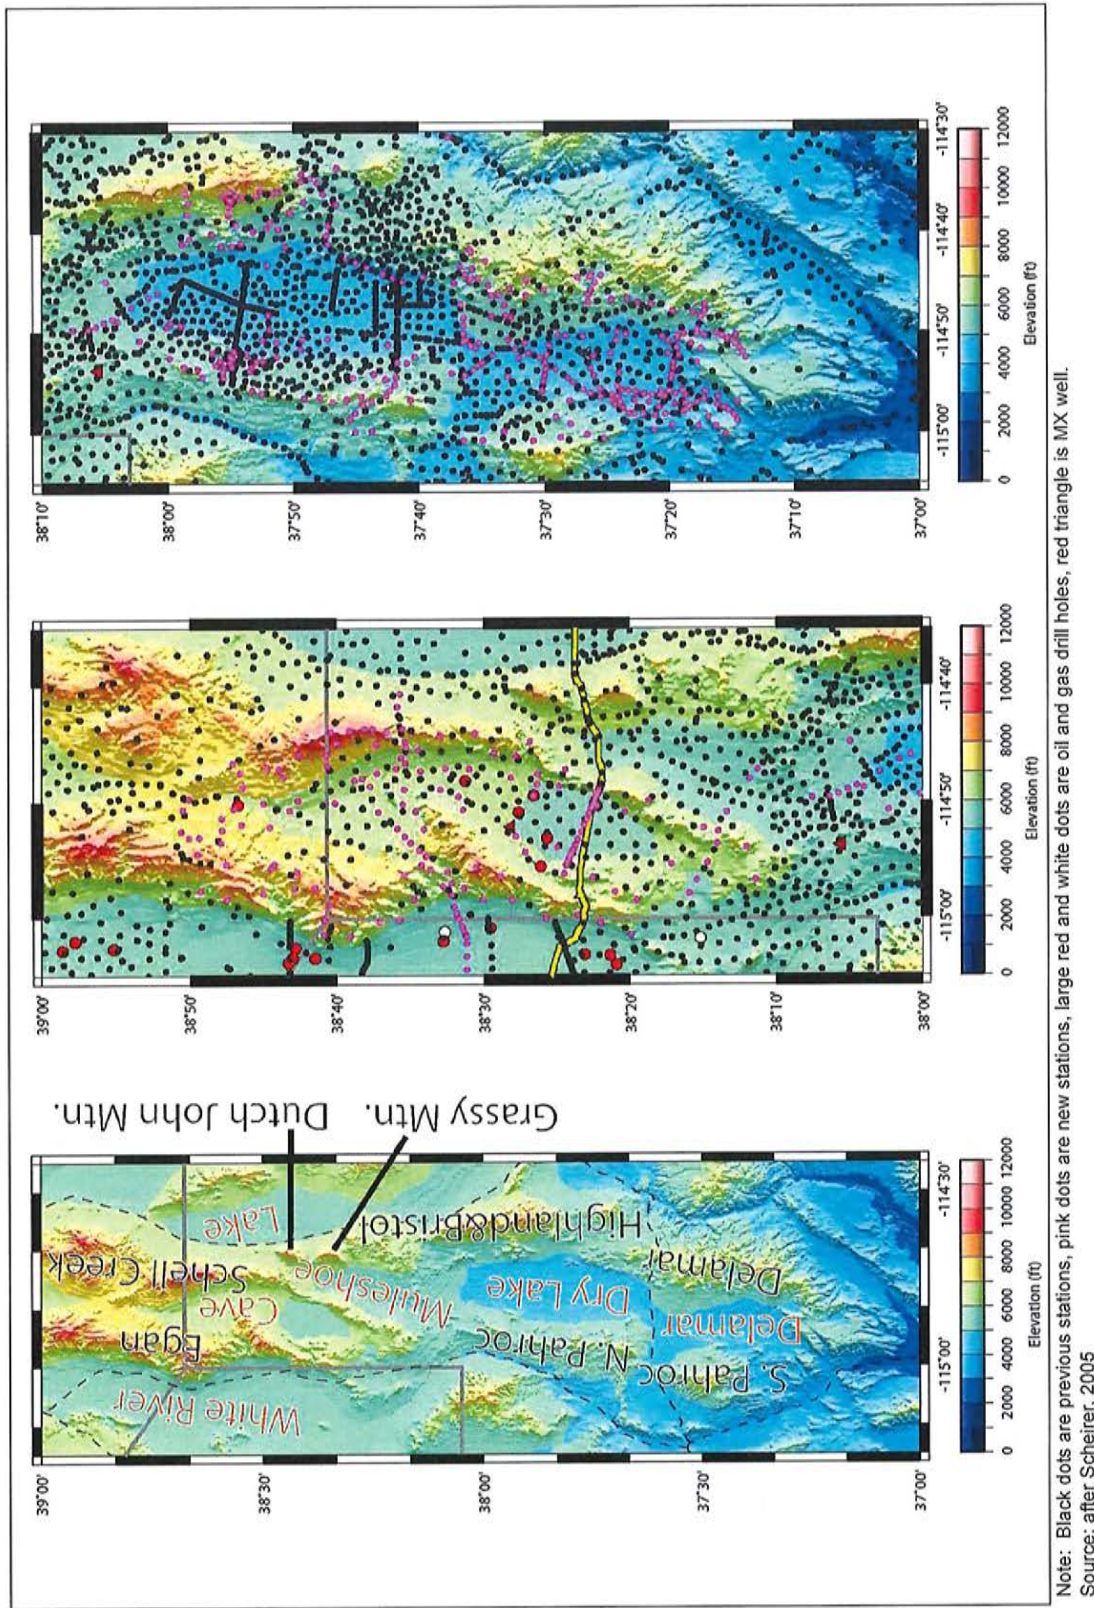 39°00'
38°30'
38°00'
37°30'
37°00'
-115°00'
-114°30'
White River
Egan
Schell Creek
Cave
Lake
Muleshoe
Dutch John Mtn.
Grassy Mtn.
Highland&Bristol
Dry Lake
N. Pahroc
Delamar
Delamar
S. Pahroc
0 2000 4000 6000 8000 10000 12000
Elevation (ft)
39°00'
38°50'
38°40'
38°30'
38°20'
38°10'
38°00'
-115°00'
-114°50'
-114°40'
0 2000 4000 6000 8000 10000 12000
Elevation (ft)
38°10'
38°00'
37°50'
37°40'
37°30'
37°20'
37°10'
37°00'
-115°00'
-114°50'
-114°40'
-114°30'
0 2000 4000 6000 8000 10000 12000
Elevation (ft)
Note: Black dots are previous stations, pink dots are new stations, large red and white dots are oil and gas drill holes, red triangle is MX well.
Source: after Scheirer, 2005